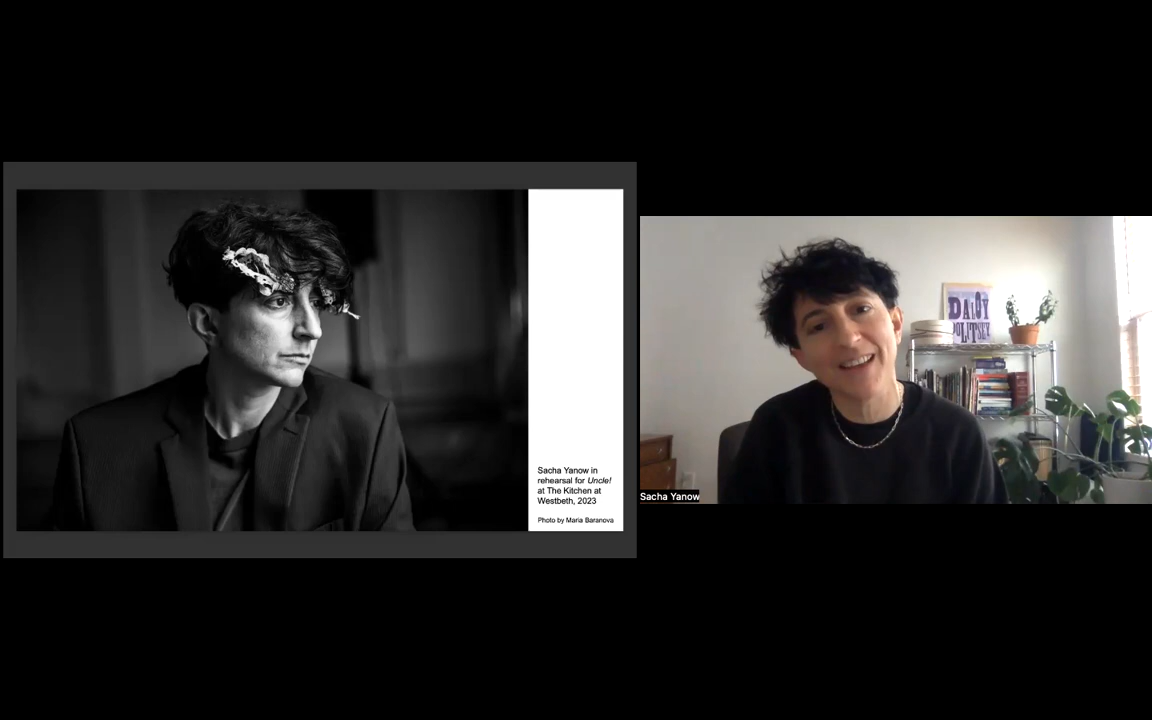 Sacha Yanow in
rehearsal for Uncle!
at The Kitchen at
Westbeth, 2023
Photo by Maria Baranova
Sacha Yanow